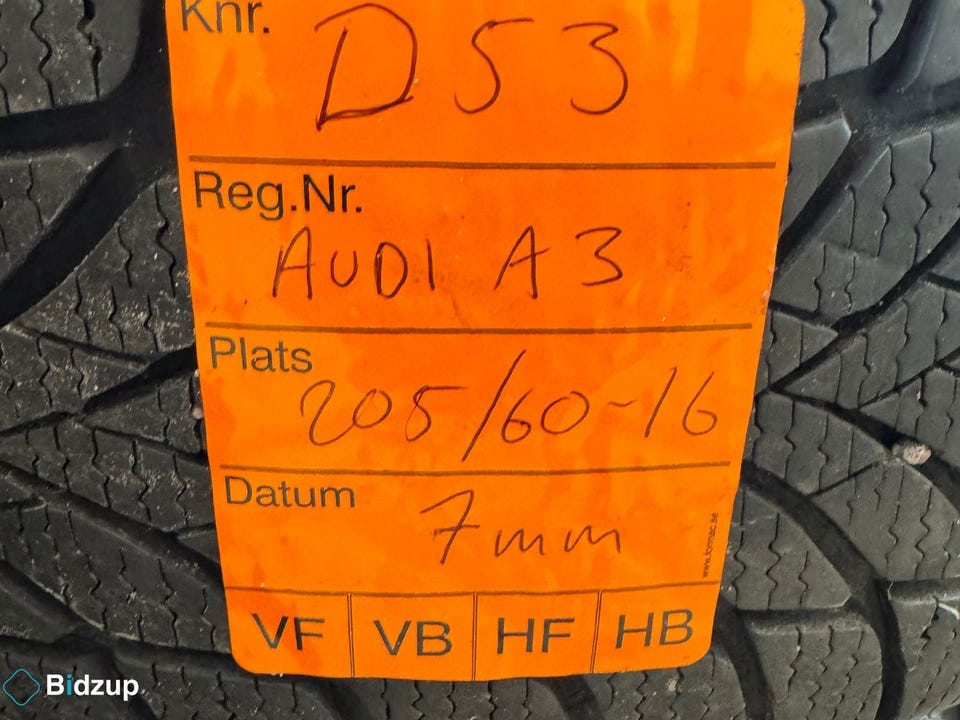 Knr.
D53
Reg.Nr.
AUDI A3
Plats
205/60-16
Datum
7mm
VF VB HF HB
Bidzup